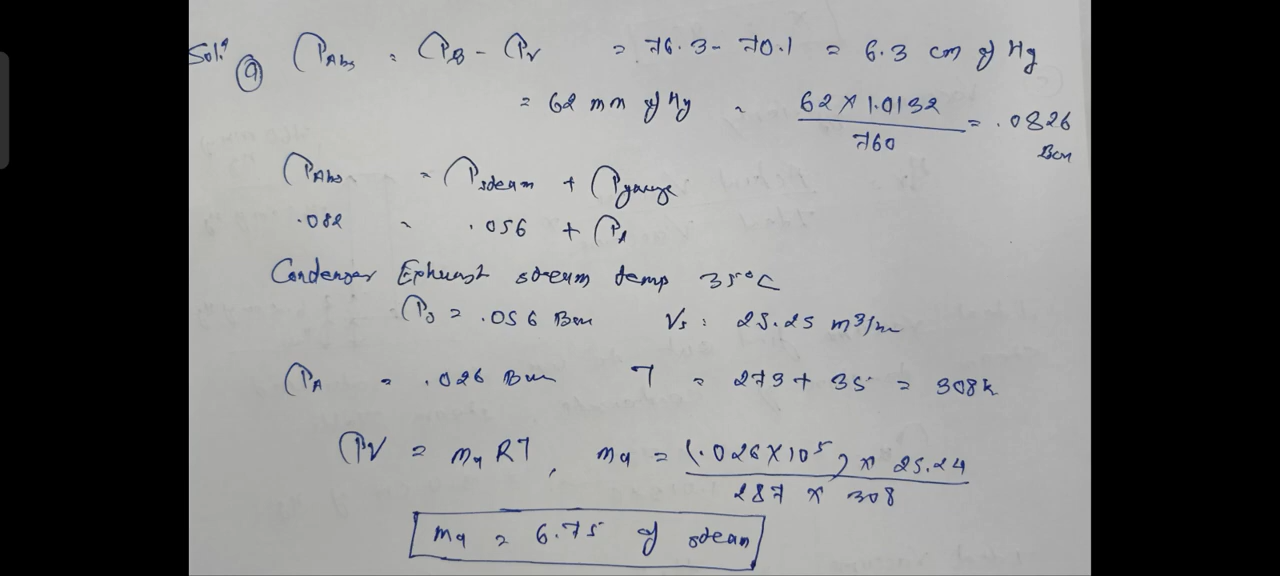 Sol:- (a) P_Abs = P_B - P_V = 76.3 - 70.1 = 6.3 cm of Hg
= 62 mm of Hg = 62 × 1.0132 / 760 = .0826 Bar
P_Abs = P_steam + P_gauge
.082 = .056 + P_A
Condenser Exhuast steam temp 35°C
P_s = .056 Bar V_s = 25.25 m³/
P_A = .026 Bar T = 273 + 35 = 308k
PV = m_a RT, m_a = (.026 × 10⁵) × 25.24 / 287 × 308
m_a = 6.75 of steam